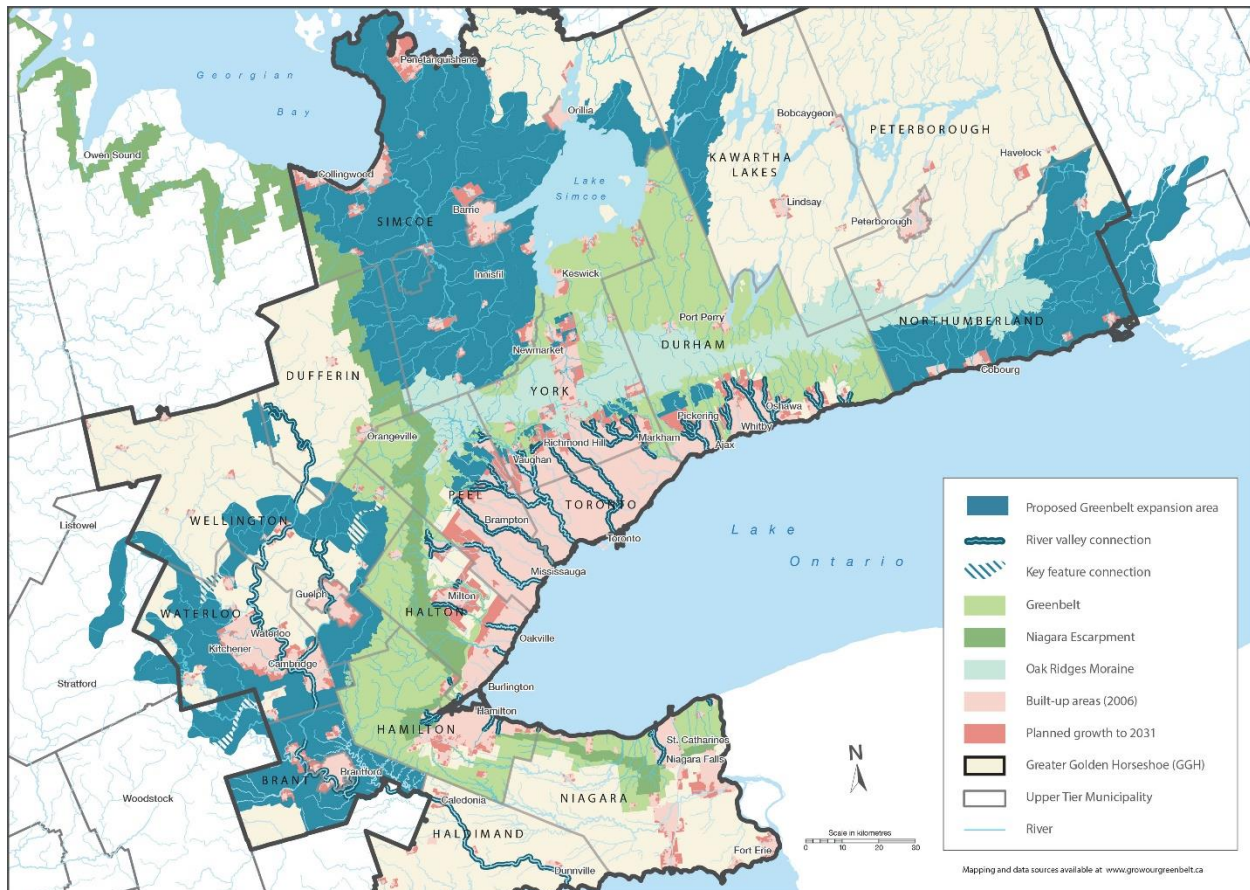 Georgian
Bay
Penetanguishene
Orillia
Bobcaygeon
PETERBOROUGH
Havelock
Owen Sound
Collingwood
KAWARTHA
LAKES
Lake
Simcoe
SIMCOE
Barrie
Lindsay
Peterborough
Innisfil
Keswick
Port Perry
NORTHUMBERLAND
DURHAM
Newmarket
Cobourg
DUFFERIN
YORK
Orangeville
Pickering
Oshawa
Whitby
Ajax
Richmond Hill
Markham
Vaughan
PEEL
TORONTO
Toronto
Brampton
Listowel
WELLINGTON
Mississauga
Lake
Ontario
Guelph
Milton
WATERLOO
HALTON
Waterloo
Kitchener
Cambridge
Oakville
Stratford
Burlington
Hamilton
HAMILTON
St. Catharines
Niagara Falls
BRANT
Brantford
Woodstock
Caledonia
NIAGARA
HALDIMAND
Fort Erie
Dunnville
Proposed Greenbelt expansion area
River valley connection
Key feature connection
Greenbelt
Niagara Escarpment
Oak Ridges Moraine
Built-up areas (2006)
Planned growth to 2031
Greater Golden Horseshoe (GGH)
Upper Tier Municipality
River
N
Scale in kilometres
0 10 20 30
Mapping and data sources available at www.growourgreenbelt.ca